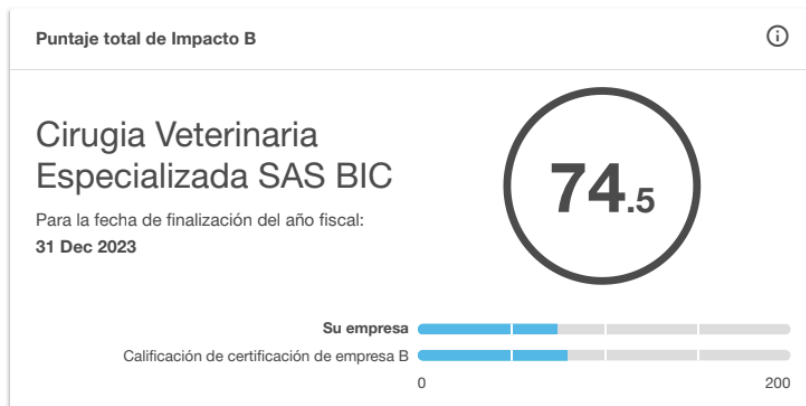 Puntaje total de Impacto B
Cirugia Veterinaria
Especializada SAS BIC
Para la fecha de finalización del año fiscal:
31 Dec 2023
74.5
Su empresa
Calificación de certificación de empresa B
0 200